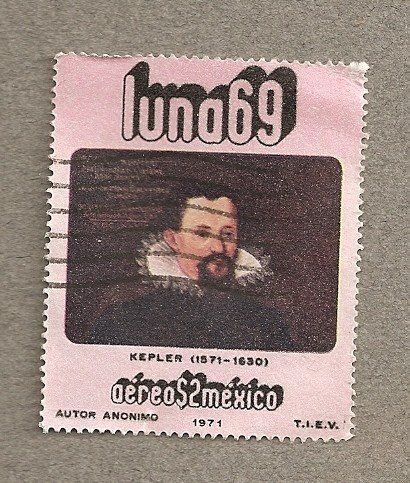 luna69
KEPLER (1571-1630)
aéreo$2méxico
AUTOR ANONIMO 1971 T.I.E.V.